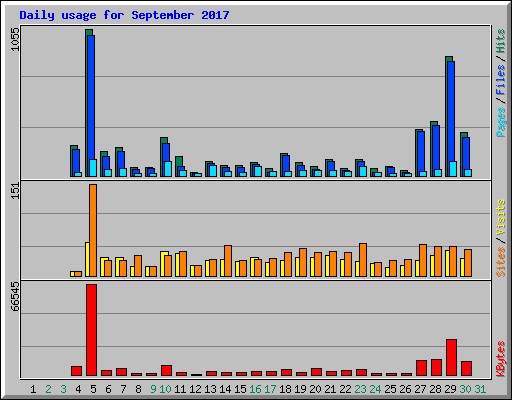 Daily usage for September 2017
1055
Pages/Files/Hits
151
Sites/Visits
66545
KBytes
1 2 3 4 5 6 7 8 9 10 11 12 13 14 15 16 17 18 19 20 21 22 23 24 25 26 27 28 29 30 31